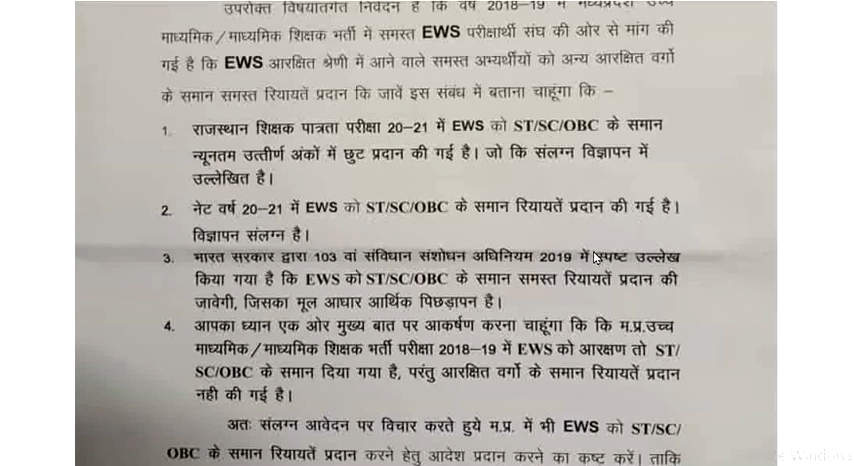 उपरोक्त विषयातर्गत निवेदन है कि वर्ष 2018–19 में मध्यप्रदेश उच्च
माध्यमिक/माध्यमिक शिक्षक भर्ती में समस्त EWS परीक्षार्थी संघ की ओर से मांग की
गई है कि EWS आरक्षित श्रेणी में आने वाले समस्त अभ्यर्थीयों को अन्य आरक्षित वर्गो
के समान समस्त रियायतें प्रदान कि जावें इस संबंध में बताना चाहूंगा कि –
1. राजस्थान शिक्षक पात्रता परीक्षा 20–21 में EWS को ST/SC/OBC के समान
न्यूनतम उत्तीर्ण अंकों में छुट प्रदान की गई है। जो कि संलग्न विज्ञापन में
उल्लेखित है।
2. नेट वर्ष 20–21 में EWS को ST/SC/OBC के समान रियायतें प्रदान की गई है।
विज्ञापन संलग्न है।
3. भारत सरकार द्वारा 103 वां संविधान संशोधन अधिनियम 2019 में स्पष्ट उल्लेख
किया गया है कि EWS को ST/SC/OBC के समान समस्त रियायतें प्रदान की
जावेगी, जिसका मूल आधार आर्थिक पिछड़ापन है।
4. आपका ध्यान एक ओर मुख्य बात पर आकर्षण करना चाहूंगा कि कि म.प्र.उच्च
माध्यमिक/माध्यमिक शिक्षक भर्ती परीक्षा 2018–19 में EWS को आरक्षण तो ST/
SC/OBC के समान दिया गया है, परंतु आरक्षित वर्गो के समान रियायतें प्रदान
नही की गई है।
अतः संलग्न आवेदन पर विचार करते हुये म.प्र. में भी EWS को ST/SC/
OBC के समान रियायतें प्रदान करने हेतु आदेश प्रदान करने का कष्ट करें। ताकि
Windows